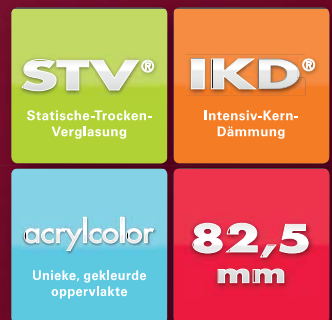 STV®
Statische-Trocken-
Verglasung
IKD®
Intensiv-Kern-
Dämmung
acrylcolor
Unieke, gekleurde
oppervlakte
82,5
mm